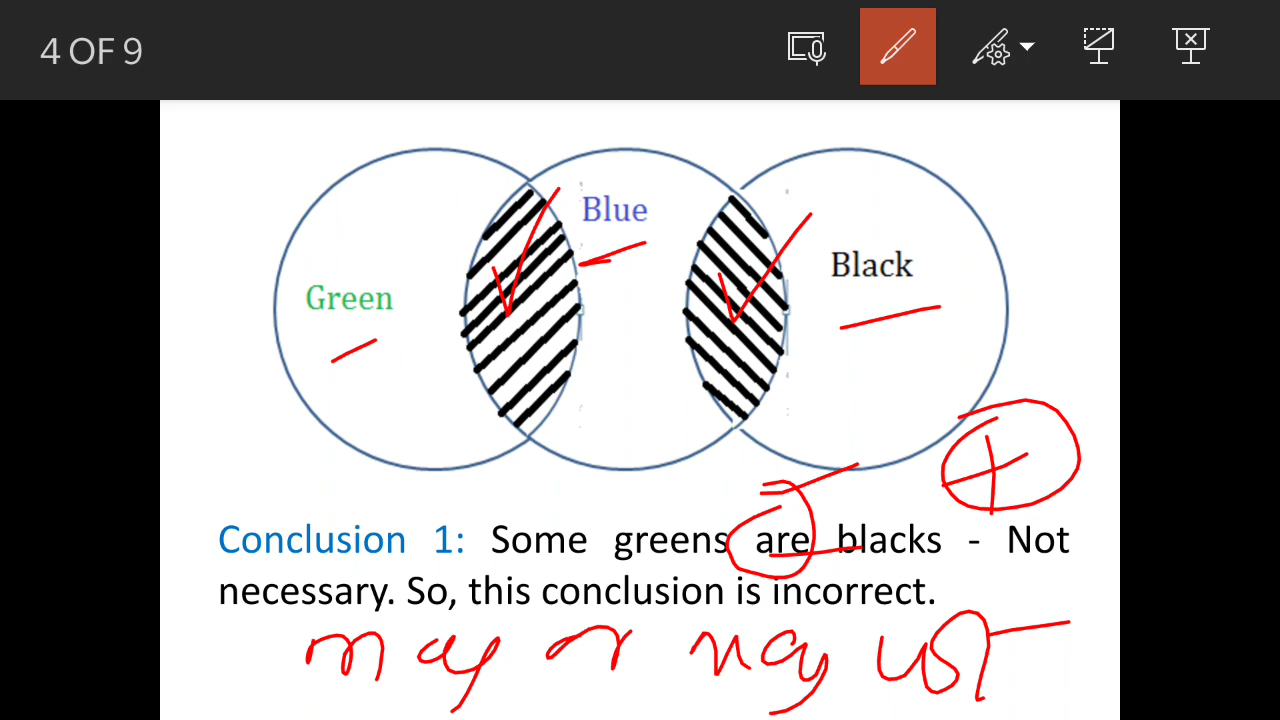 4 OF 9
Blue
Black
Green
Conclusion 1: Some greens are blacks - Not
necessary. So, this conclusion is incorrect.
may or may not